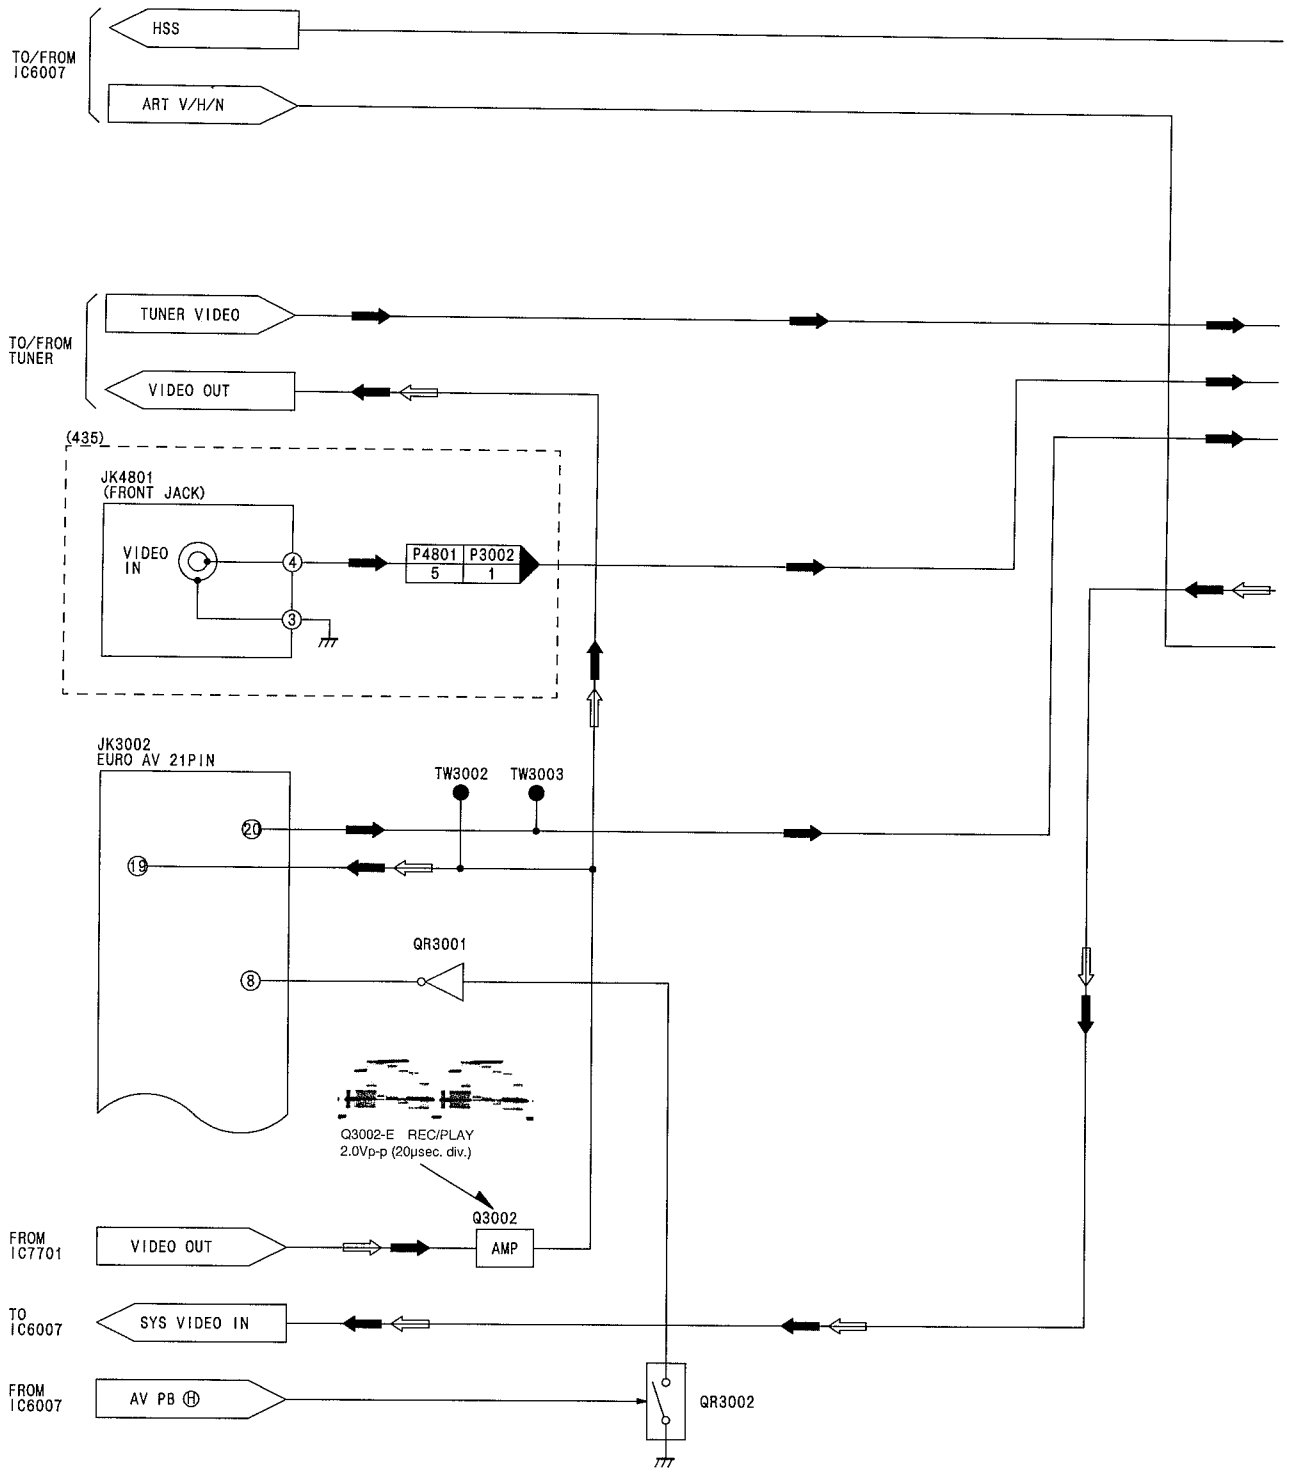 HSS
TO/FROM
IC6007
ART V/H/N
TUNER VIDEO
TO/FROM
TUNER
VIDEO OUT
(435)
JK4801
(FRONT JACK)
VIDEO
IN
4
P4801 P3002
5 1
3
JK3002
EURO AV 21PIN
TW3002 TW3003
20
19
QR3001
8
Q3002-E REC/PLAY
2.0Vp-p (20µsec. div.)
Q3002
FROM
IC7701
VIDEO OUT
AMP
TO
IC6007
SYS VIDEO IN
FROM
IC6007
AV PB Ⓗ
QR3002